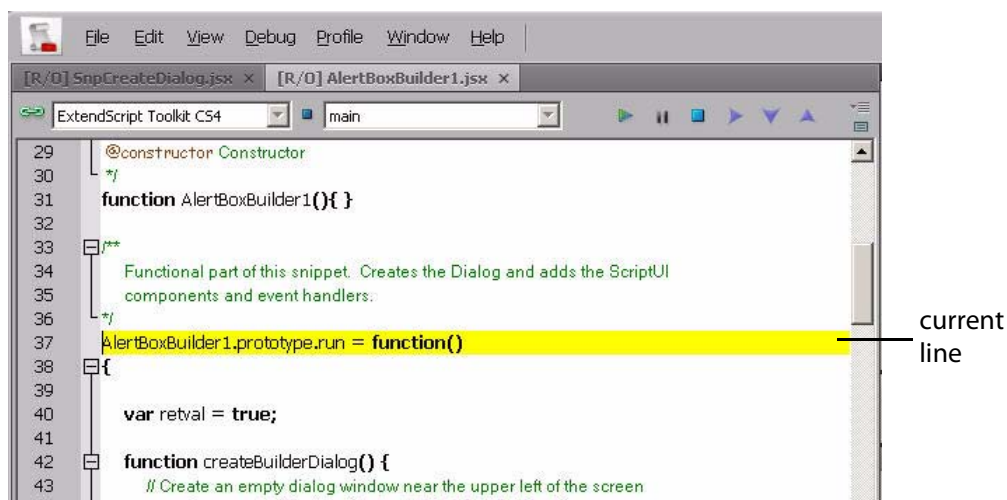 File Edit View Debug Profile Window Help
[R/O] SnpCreateDialog.jsx × [R/O] AlertBoxBuilder1.jsx ×
ExtendScript Toolkit CS4 main
29 @constructor Constructor
30 */
31 function AlertBoxBuilder1(){ }
32
33 /**
34 Functional part of this snippet. Creates the Dialog and adds the ScriptUI
35 components and event handlers.
36 */
37 AlertBoxBuilder1.prototype.run = function()
38 {
39
40 var retval = true;
41
42 function createBuilderDialog() {
43 // Create an empty dialog window near the upper left of the screen
current
line